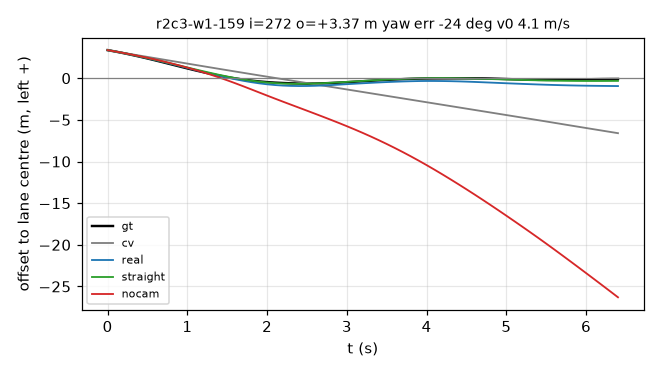 r2c3-w1-159 i=272 o=+3.37 m yaw err -24 deg v0 4.1 m/s
offset to lane centre (m, left +)
0
−5
−10
−15
−20
−25
gt
cv
real
straight
nocam
0 1 2 3 4 5 6
t (s)